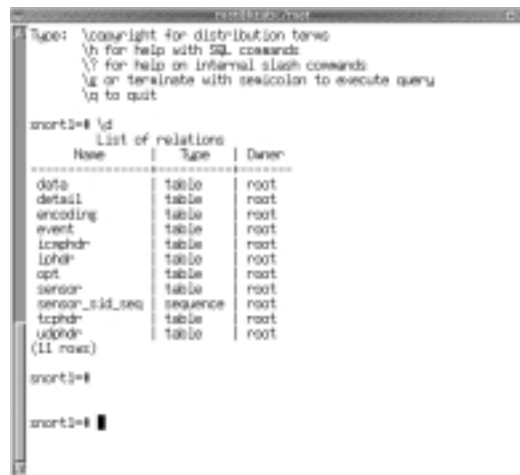 Type:  \copyright for distribution terms
\h for help with SQL commands
\? for help on internal slash commands
\g or terminate with semicolon to execute query
\q to quit
snort1=# \d
List of relations
Name | Type | Owner
data | table | root
detail | table | root
encoding | table | root
event | table | root
icmphdr | table | root
iphdr | table | root
opt | table | root
sensor | table | root
sensor_sid_seq | sequence | root
tcphdr | table | root
udphdr | table | root
(11 rows)
snort1=#
snort1=#